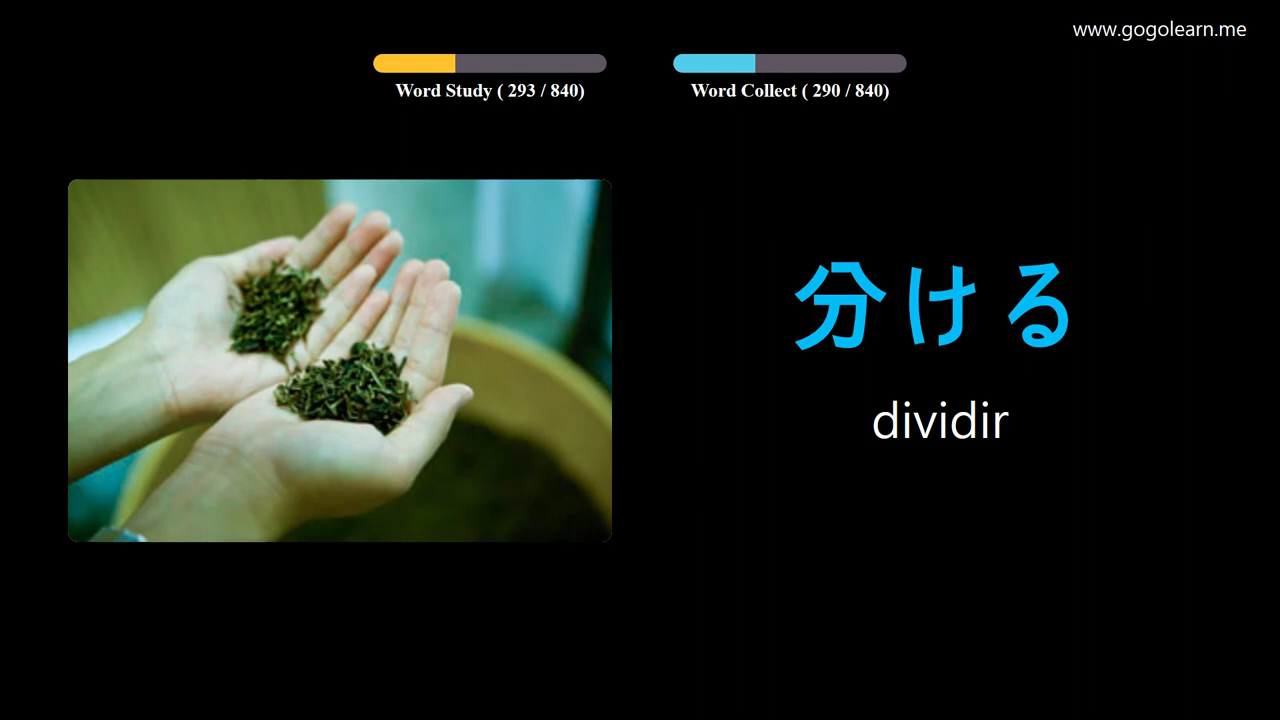 www.gogolearn.me
Word Study ( 293 / 840)
Word Collect ( 290 / 840)
分ける
dividir